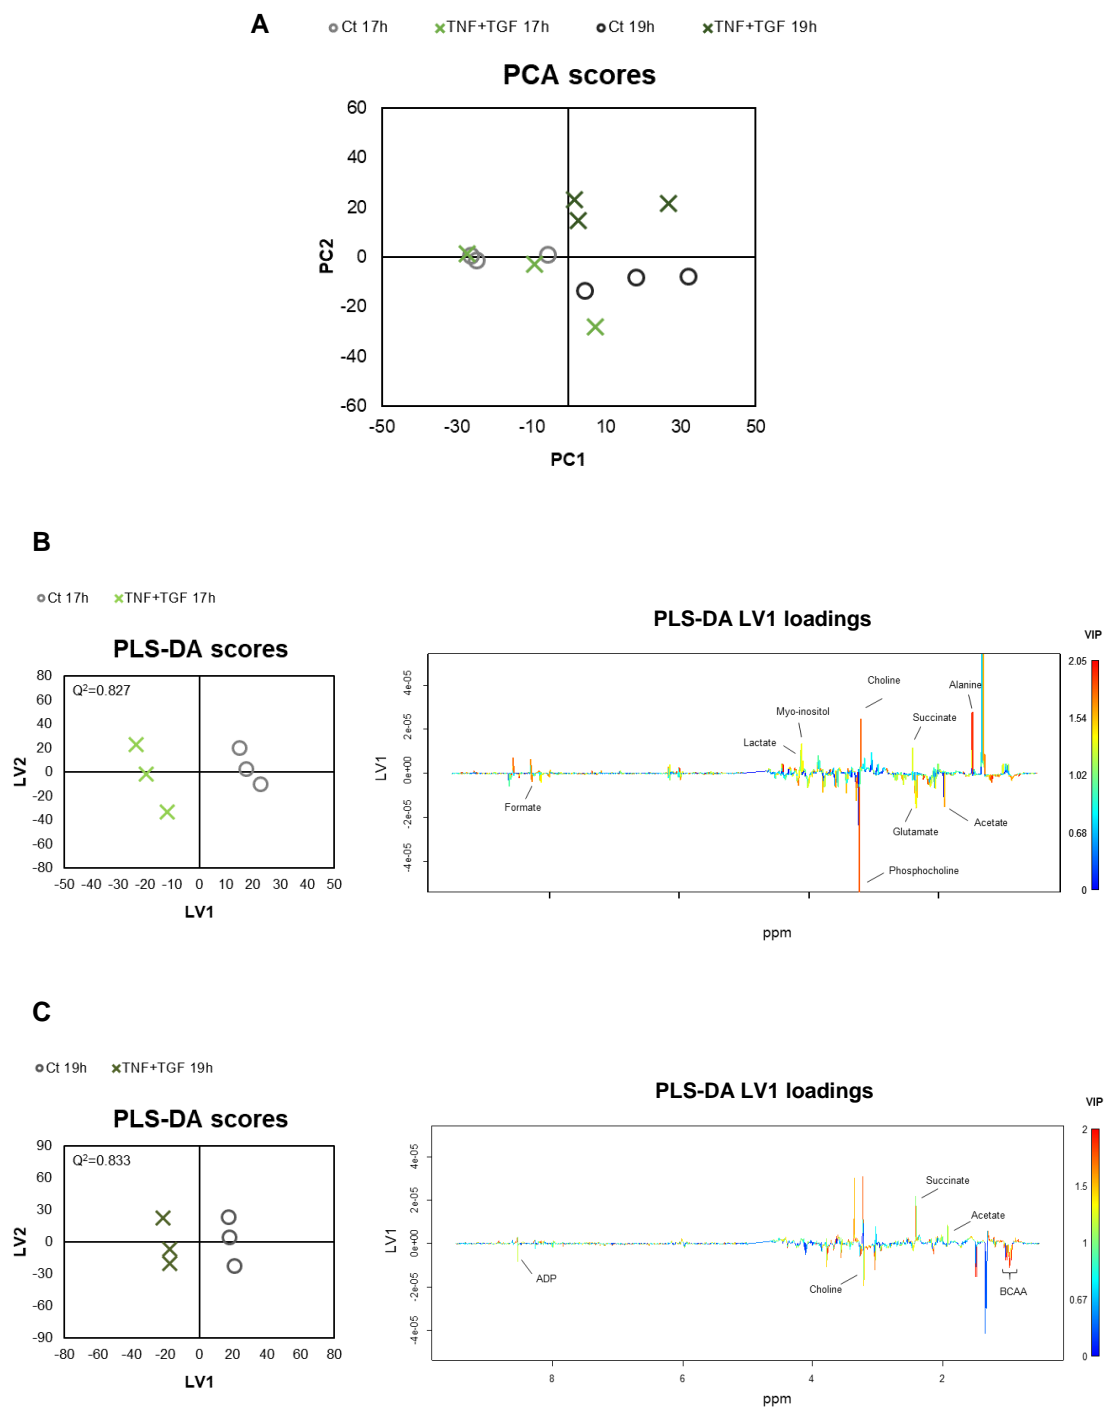 A
Ct 17h TNF+TGF 17h Ct 19h TNF+TGF 19h
PCA scores
60
40
20
0
-20
-40
-60
PC2
-50 -30 -10 10 30 50
PC1
B
Ct 17h TNF+TGF 17h
PLS-DA scores
Q²=0.827
80
60
40
20
0
-20
-40
-60
-80
LV2
-50 -40 -30 -20 -10 0 10 20 30 40 50
LV1
PLS-DA LV1 loadings
VIP
4e-05
2e-05
0e+00
-2e-05
-4e-05
LV1
Choline
Alanine
Myo-inositol
Succinate
Lactate
Formate
Glutamate
Acetate
Phosphocholine
ppm
2.05
1.54
1.02
0.68
0
C
Ct 19h TNF+TGF 19h
PLS-DA scores
Q²=0.833
90
60
30
0
-30
-60
-90
LV2
-80 -60 -40 -20 0 20 40 60 80
LV1
PLS-DA LV1 loadings
VIP
4e-05
2e-05
0e+00
-2e-05
-4e-05
LV1
Succinate
Acetate
ADP
Choline
BCAA
8 6 4 2
ppm
2
1.5
1
0.67
0